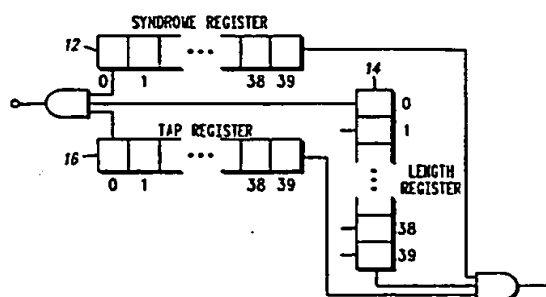 SYNDROME REGISTER
12
0 1 38 39
14
0
1
TAP REGISTER
16
0 1 38 39
LENGTH
REGISTER
38
39